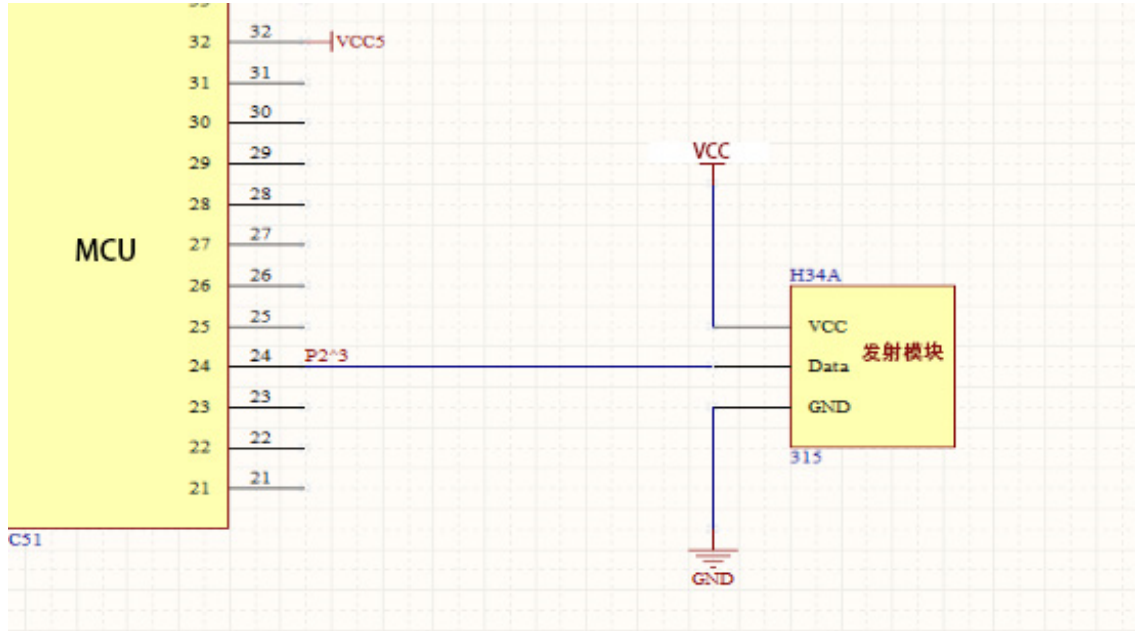 32 32 VCC5
31 31
30 30
29 29
28 28
27 27
26 26
25 25
24 24 P2^3
23 23
22 22
21 21
MCU
C51
VCC
H34A
VCC
发射模块
Data
GND
315
GND